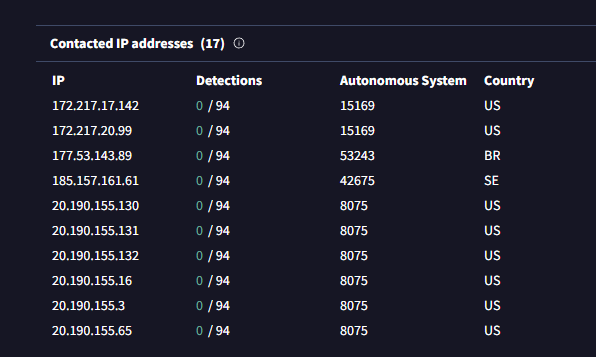 Contacted IP addresses (17)
IP Detections Autonomous System Country
172.217.17.142 0 / 94 15169 US
172.217.20.99 0 / 94 15169 US
177.53.143.89 0 / 94 53243 BR
185.157.161.61 0 / 94 42675 SE
20.190.155.130 0 / 94 8075 US
20.190.155.131 0 / 94 8075 US
20.190.155.132 0 / 94 8075 US
20.190.155.16 0 / 94 8075 US
20.190.155.3 0 / 94 8075 US
20.190.155.65 0 / 94 8075 US